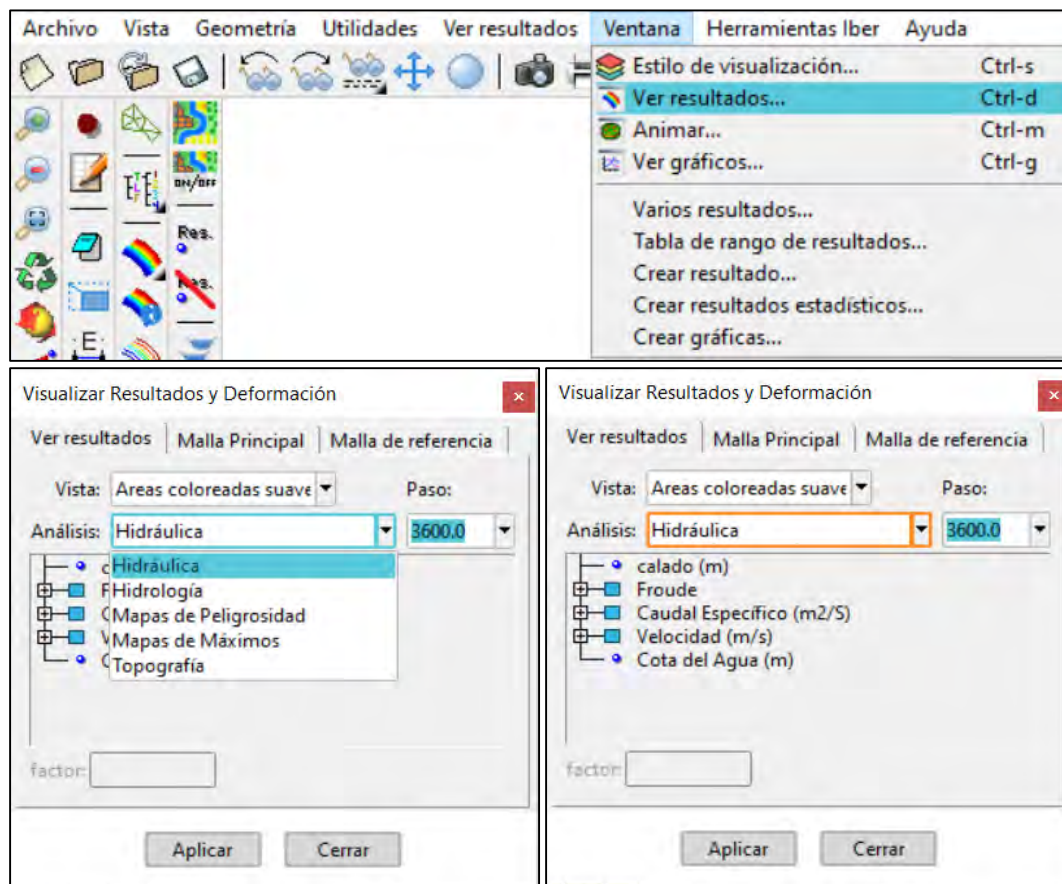 Archivo Vista Geometría Utilidades Ver resultados Ventana Herramientas Iber Ayuda
Estilo de visualización... Ctrl-s
Ver resultados... Ctrl-d
Animar... Ctrl-m
Ver gráficos... Ctrl-g
ON/OFF
Res.
Res.
Varios resultados...
Tabla de rango de resultados...
Crear resultado...
Crear resultados estadísticos...
Crear gráficas...
E
Visualizar Resultados y Deformación
Ver resultados Malla Principal Malla de referencia
Vista: Areas coloreadas suave Paso:
Análisis: Hidráulica 3600.0
Hidráulica
Hidrología
Mapas de Peligrosidad
Mapas de Máximos
Topografía
factor:
Aplicar Cerrar
Visualizar Resultados y Deformación
Ver resultados Malla Principal Malla de referencia
Vista: Areas coloreadas suave Paso:
Análisis: Hidráulica 3600.0
calado (m)
Froude
Caudal Específico (m2/S)
Velocidad (m/s)
Cota del Agua (m)
factor:
Aplicar Cerrar